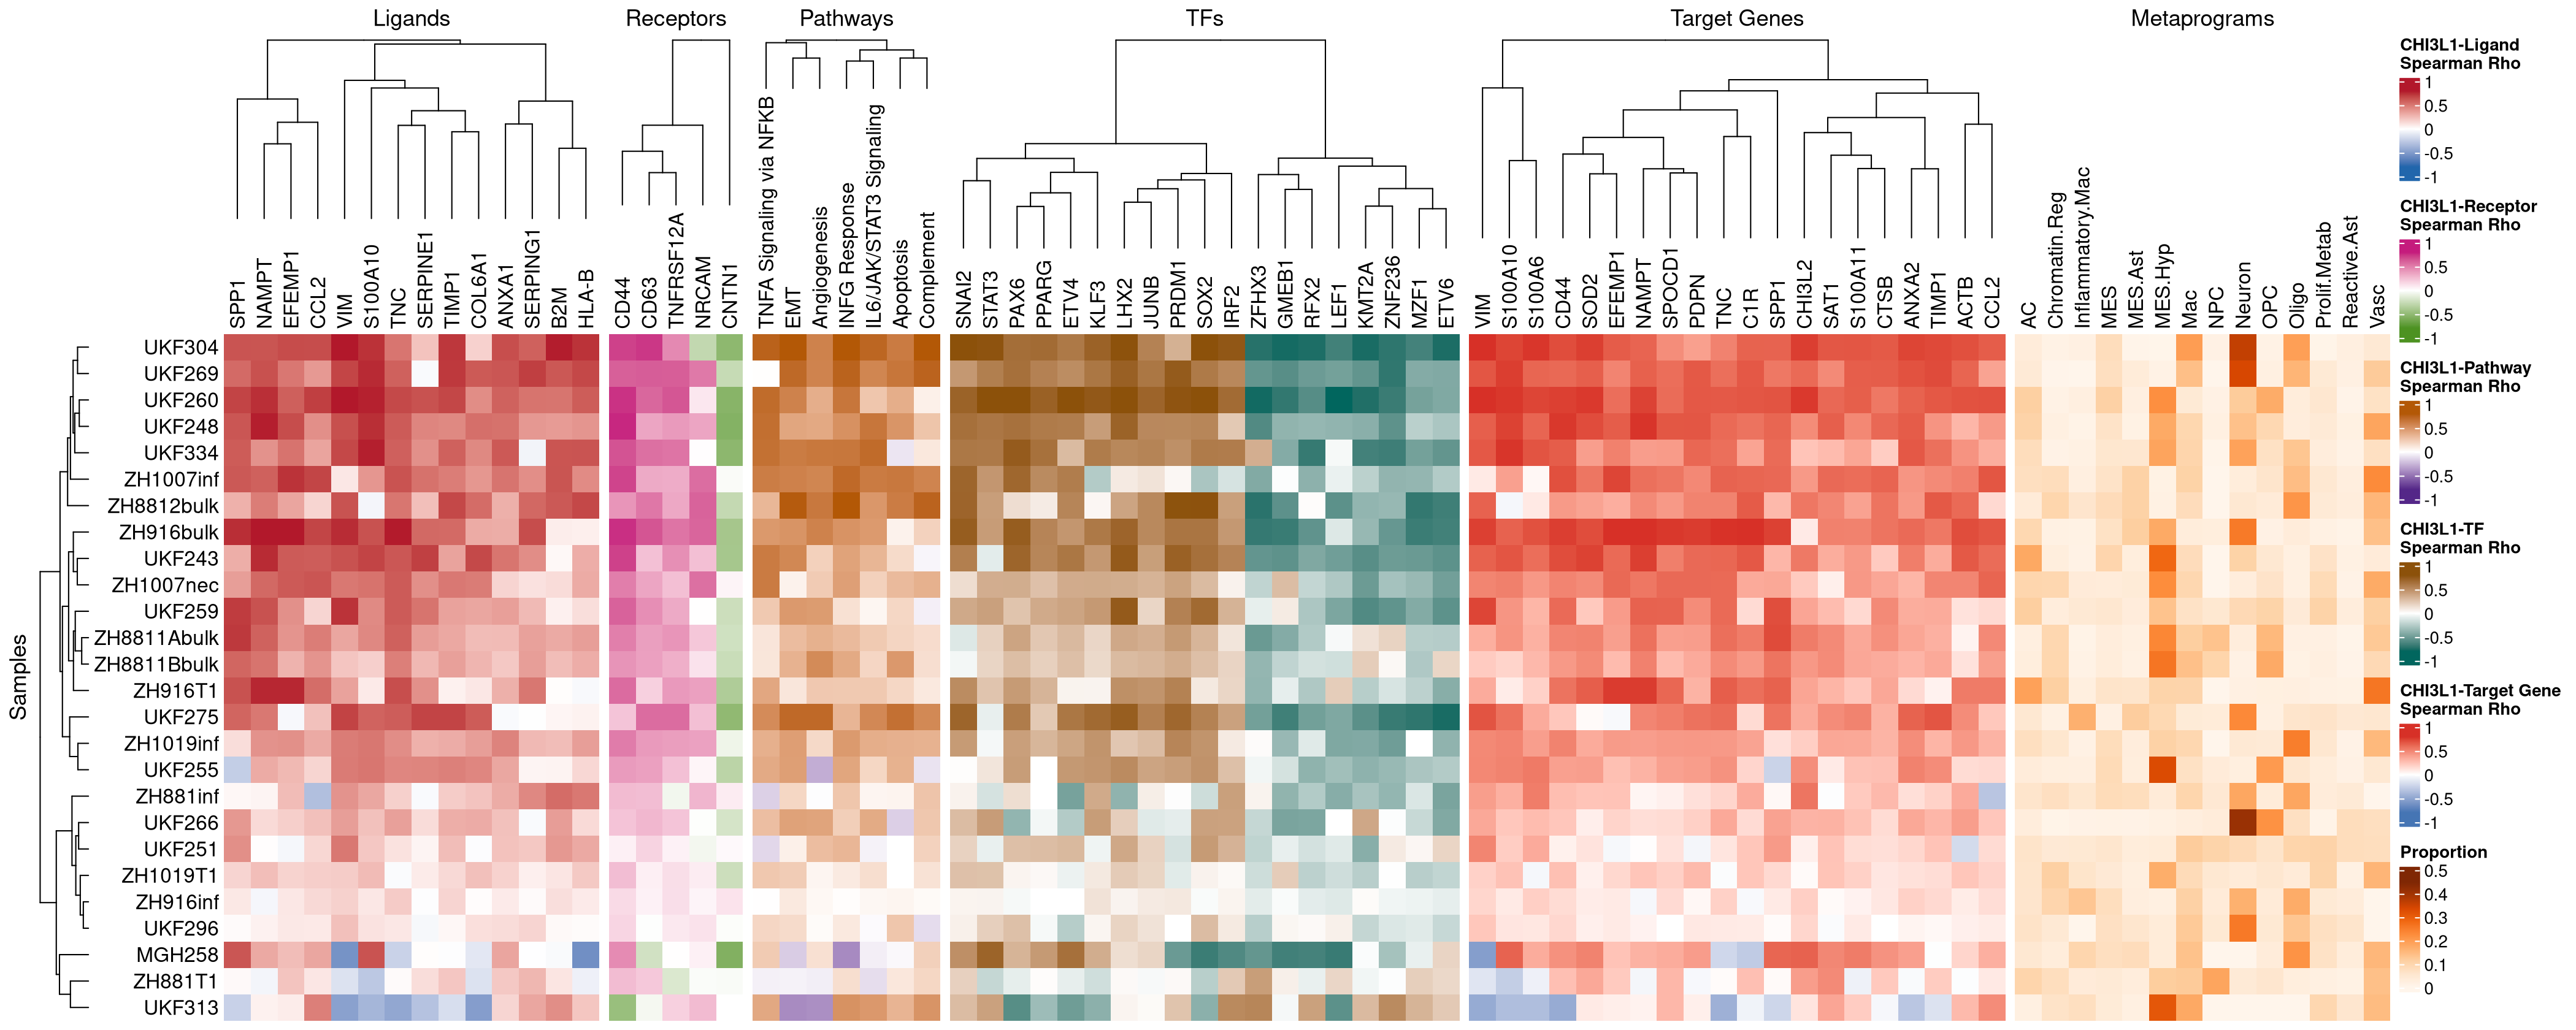 Ligands
Receptors
Pathways
TFs
Target Genes
Metaprograms
SPP1
NAMPT
EFEMP1
CCL2
VIM
S100A10
TNC
SERPINE1
TIMP1
COL6A1
ANXA1
SERPING1
B2M
HLA-B
CD44
CD63
TNFRSF12A
NRCAM
CNTN1
TNFA Signaling via NFKB
EMT
Angiogenesis
INFG Response
IL6/JAK/STAT3 Signaling
Apoptosis
Complement
SNAI2
STAT3
PAX6
PPARG
ETV4
KLF3
LHX2
JUNB
PRDM1
SOX2
IRF2
ZFHX3
GMEB1
RFX2
LEF1
KMT2A
ZNF236
MZF1
ETV6
VIM
S100A10
S100A6
CD44
SOD2
EFEMP1
NAMPT
SPOCD1
PDPN
TNC
C1R
SPP1
CHI3L2
SAT1
S100A11
CTSB
ANXA2
TIMP1
ACTB
CCL2
AC
Chromatin.Reg
Inflammatory.Mac
MES
MES.Ast
MES.Hyp
Mac
NPC
Neuron
OPC
Oligo
Prolif.Metab
Reactive.Ast
Vasc
Samples
UKF304
UKF269
UKF260
UKF248
UKF334
ZH1007inf
ZH8812bulk
ZH916bulk
UKF243
ZH1007nec
UKF259
ZH8811Abulk
ZH8811Bbulk
ZH916T1
UKF275
ZH1019inf
UKF255
ZH881inf
UKF266
UKF251
ZH1019T1
ZH916inf
UKF296
MGH258
ZH881T1
UKF313
CHI3L1-Ligand
Spearman Rho
1
0.5
0
-0.5
-1
CHI3L1-Receptor
Spearman Rho
1
0.5
0
-0.5
-1
CHI3L1-Pathway
Spearman Rho
1
0.5
0
-0.5
-1
CHI3L1-TF
Spearman Rho
1
0.5
0
-0.5
-1
CHI3L1-Target Gene
Spearman Rho
1
0.5
0
-0.5
-1
Proportion
0.5
0.4
0.3
0.2
0.1
0